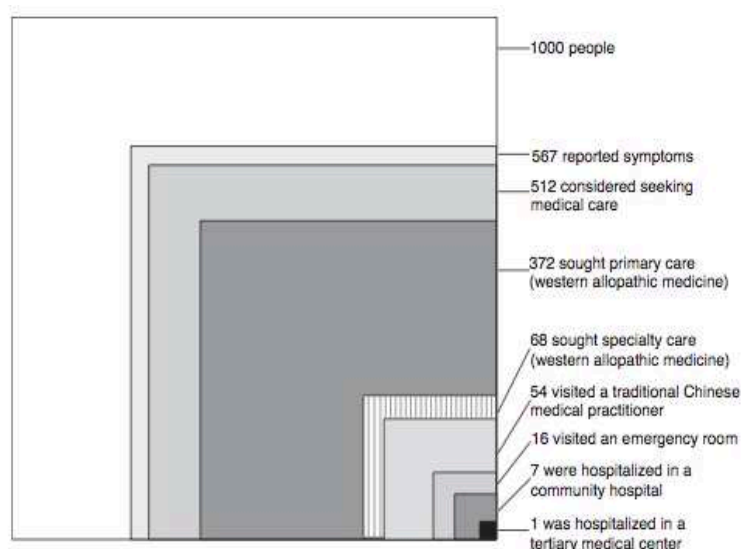 1000 people
567 reported symptoms
512 considered seeking
medical care
372 sought primary care
(western allopathic medicine)
68 sought specialty care
(western allopathic medicine)
54 visited a traditional Chinese
medical practitioner
16 visited an emergency room
7 were hospitalized in a
community hospital
1 was hospitalized in a
tertiary medical center